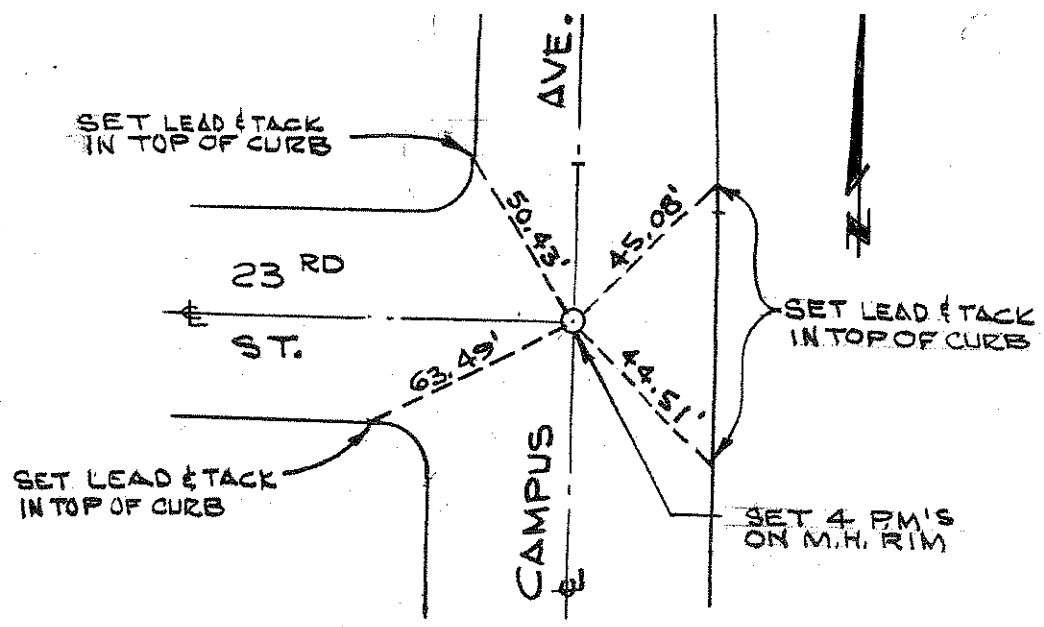 SET LEAD & TACK
IN TOP OF CURB
AVE.
50.43'
45.08'
N
23 RD
℄
ST.
SET LEAD & TACK
IN TOP OF CURB
63.49'
44.51'
SET LEAD & TACK
IN TOP OF CURB
CAMPUS
℄
SET 4 P.M'S
ON M.H. RIM